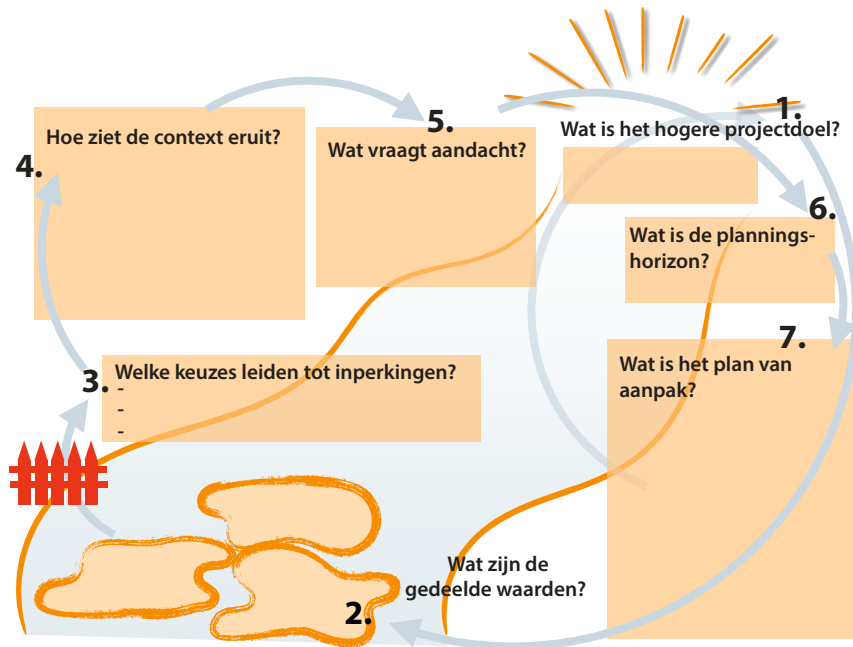 1.
Wat is het hogere projectdoel?
2.
Wat zijn de
gedeelde waarden?
3.
Welke keuzes leiden tot inperkingen?
-
-
-
4.
Hoe ziet de context eruit?
5.
Wat vraagt aandacht?
6.
Wat is de plannings-
horizon?
7.
Wat is het plan van
aanpak?